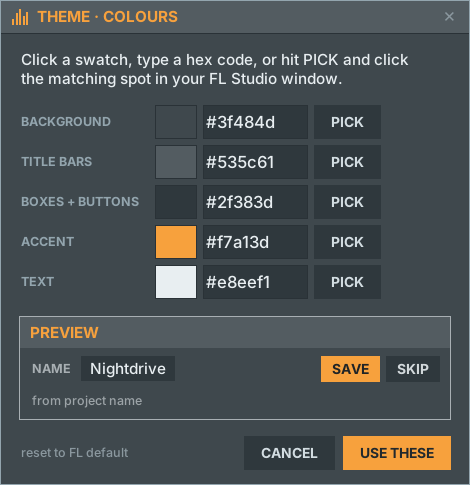 THEME · COLOURS ×
Click a swatch, type a hex code, or hit PICK and click
the matching spot in your FL Studio window.
BACKGROUND #3f484d PICK
TITLE BARS #535c61 PICK
BOXES + BUTTONS #2f383d PICK
ACCENT #f7a13d PICK
TEXT #e8eef1 PICK
PREVIEW
NAME Nightdrive SAVE SKIP
from project name
reset to FL default CANCEL USE THESE